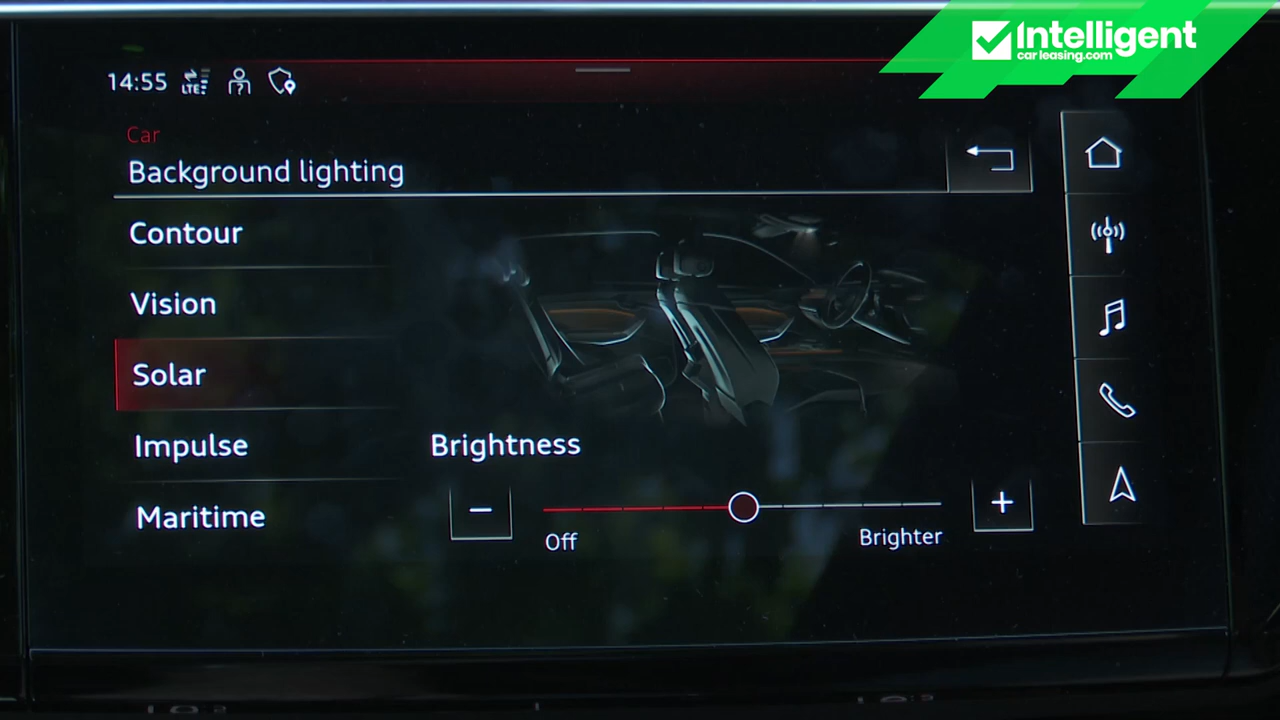 Intelligent
carleasing.com
14:55
LTE
Car
Background lighting
Contour
Vision
Solar
Impulse
Brightness
Maritime
Off
Brighter